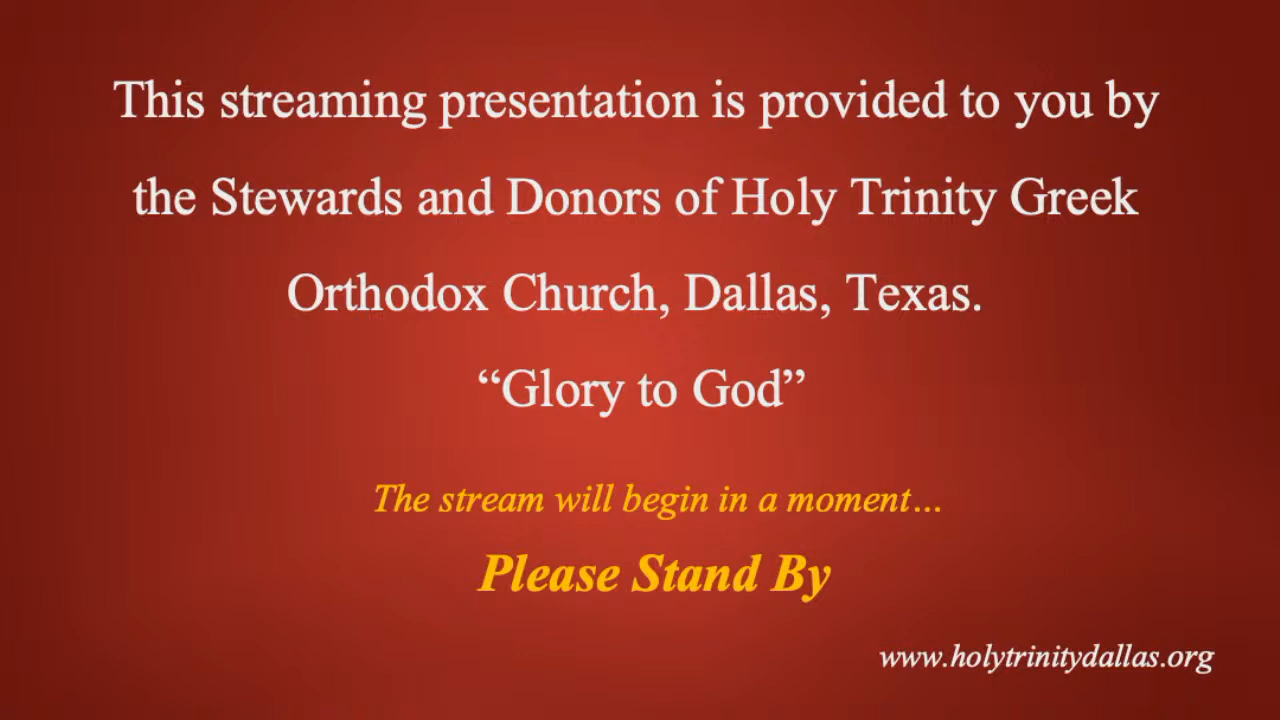 This streaming presentation is provided to you by
the Stewards and Donors of Holy Trinity Greek
Orthodox Church, Dallas, Texas.
“Glory to God”
The stream will begin in a moment…
Please Stand By
www.holytrinitydallas.org